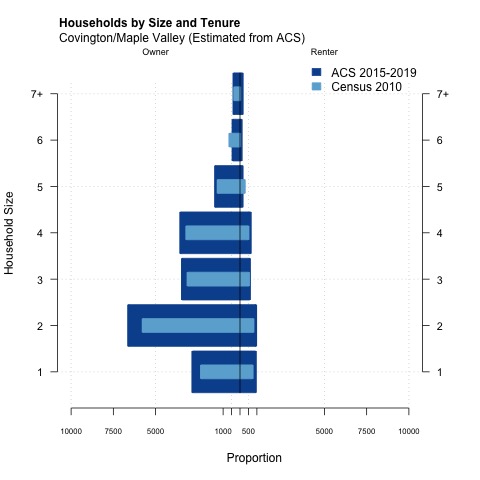 Households by Size and Tenure
Covington/Maple Valley (Estimated from ACS)
Owner
Renter
ACS 2015-2019
Census 2010
7+
7+
6
6
5
5
4
4
3
3
2
2
1
1
Household Size
10000 7500 5000 1000 500 5000 7500 10000
Proportion